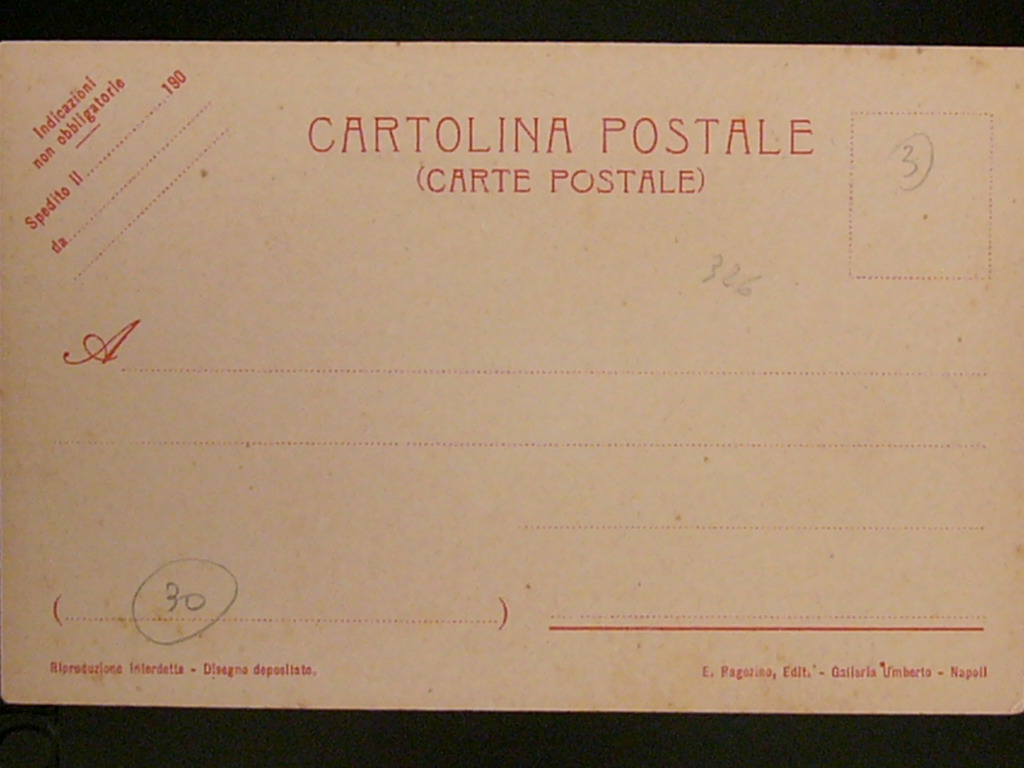 Indicazioni
non obbligatorie
Spedito il 190
da
CARTOLINA POSTALE
(CARTE POSTALE)
3
326
A
( 30 )
Riproduzione interdetta - Disegno depositato.
E. Ragozino, Edit. - Galleria Umberto - Napoli